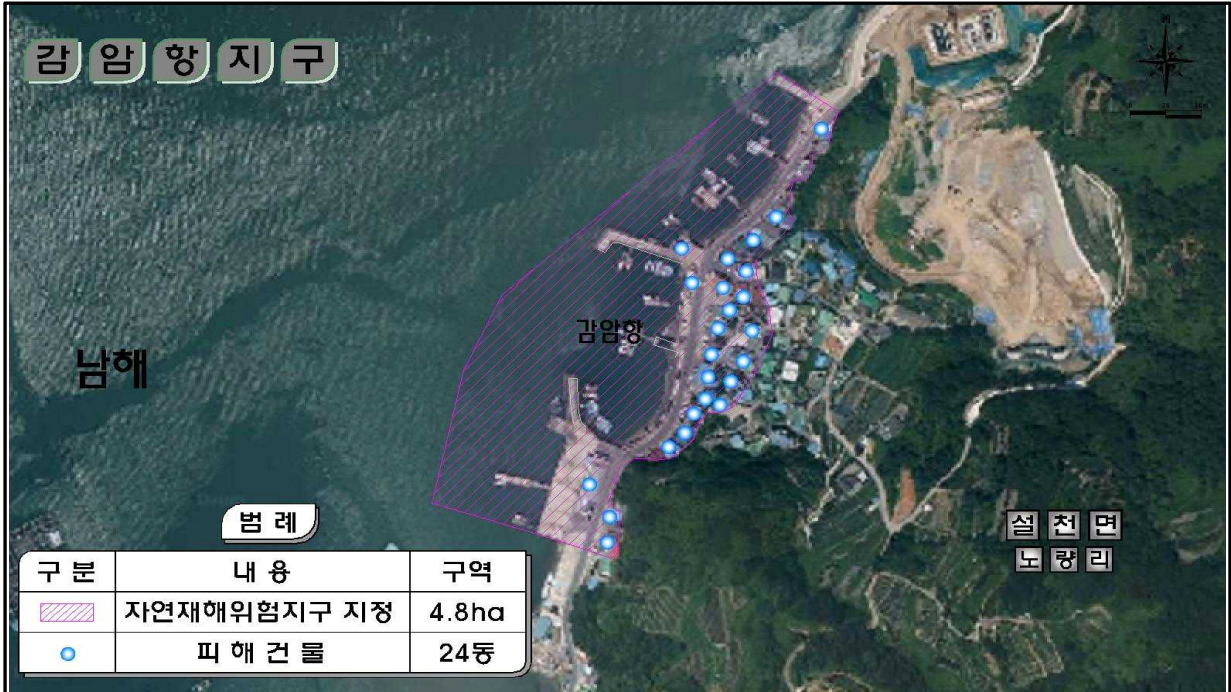 감암항지구
감암항
남해
설천면
노량리
범례
구분 내용 구역
자연재해위험지구 지정 4.8ha
피해건물 24동